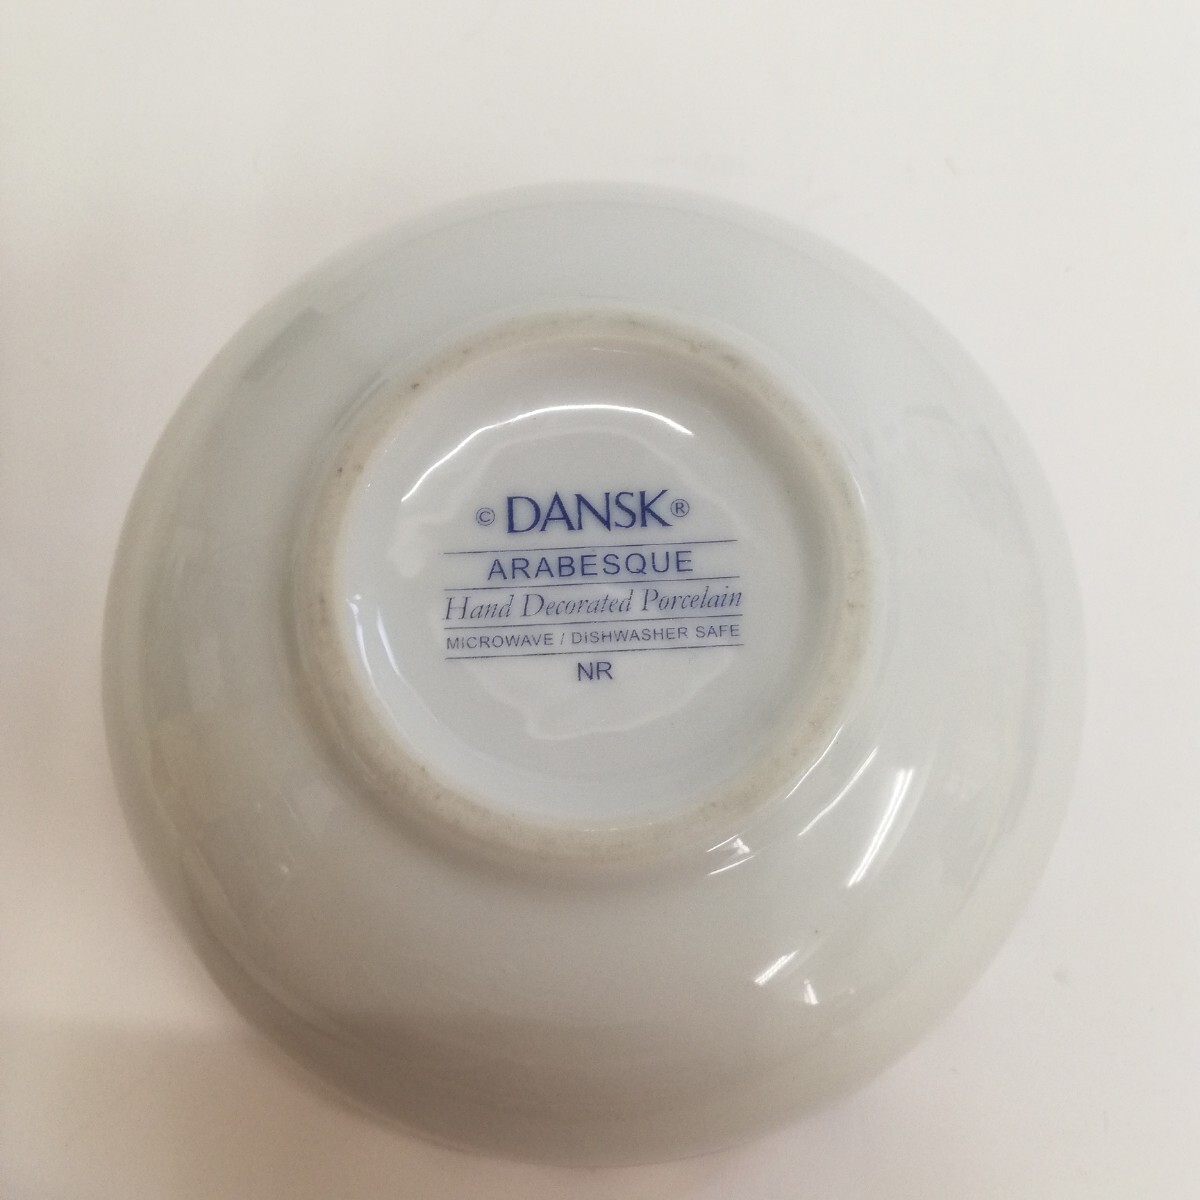 © DANSK®
ARABESQUE
Hand Decorated Porcelain
MICROWAVE / DISHWASHER SAFE
NR